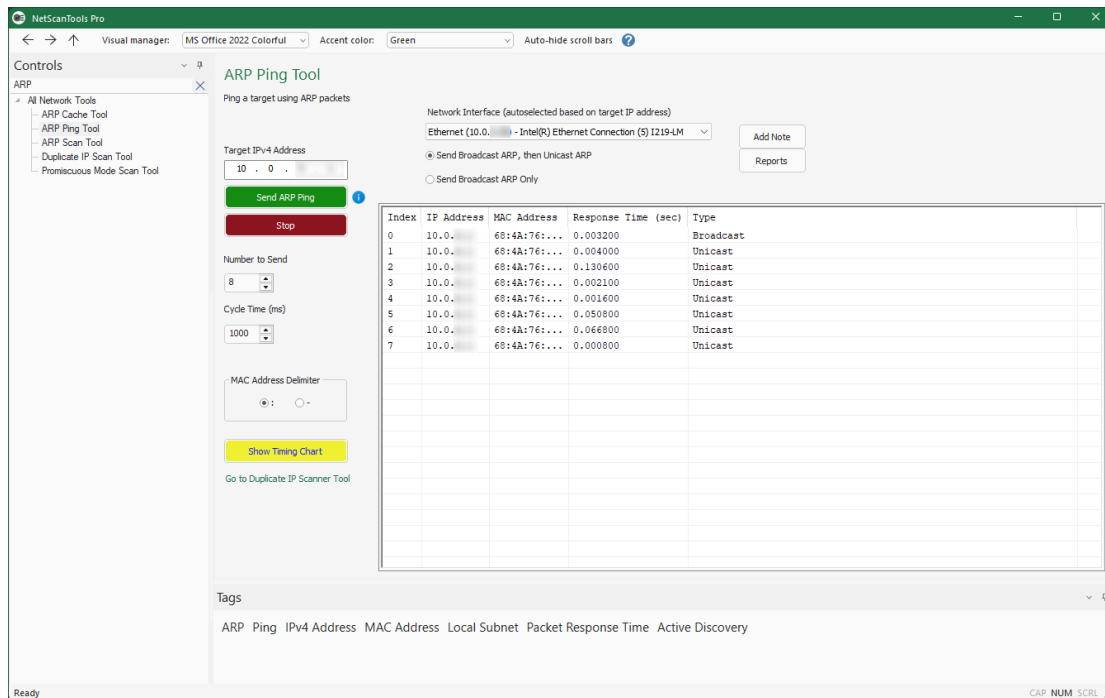 NetScanTools Pro
Visual manager: MS Office 2022 Colorful Accent color: Green Auto-hide scroll bars ?
Controls
ARP
All Network Tools
ARP Cache Tool
ARP Ping Tool
ARP Scan Tool
Duplicate IP Scan Tool
Promiscuous Mode Scan Tool
ARP Ping Tool
Ping a target using ARP packets
Network Interface (autoselected based on target IP address)
Ethernet (10.0. - Intel(R) Ethernet Connection (5) I219-LM
Send Broadcast ARP, then Unicast ARP
Send Broadcast ARP Only
Add Note
Reports
Target IPv4 Address
10 . 0 .
Send ARP Ping
i
Stop
Number to Send
8
Cycle Time (ms)
1000
MAC Address Delimiter
: -
Show Timing Chart
Go to Duplicate IP Scanner Tool
Index IP Address MAC Address Response Time (sec) Type
0 10.0. 68:4A:76:... 0.003200 Broadcast
1 10.0. 68:4A:76:... 0.004000 Unicast
2 10.0. 68:4A:76:... 0.130600 Unicast
3 10.0. 68:4A:76:... 0.002100 Unicast
4 10.0. 68:4A:76:... 0.001600 Unicast
5 10.0. 68:4A:76:... 0.050800 Unicast
6 10.0. 68:4A:76:... 0.066800 Unicast
7 10.0. 68:4A:76:... 0.000800 Unicast
Tags
ARP Ping IPv4 Address MAC Address Local Subnet Packet Response Time Active Discovery
Ready
CAP NUM SCRL